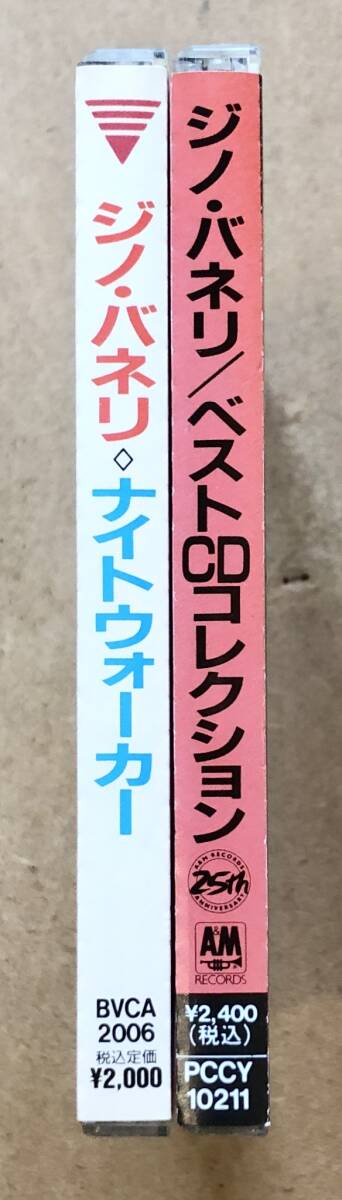 ジノ・バネリ◇ナイトウォーカー
BVCA
2006
税込定価
¥2,000
ジノ・バネリ/ベストCDコレクション
A&M RECORDS
25th
ANNIVERSARY
A&M
RECORDS
¥2,400
(税込)
PCCY
10211